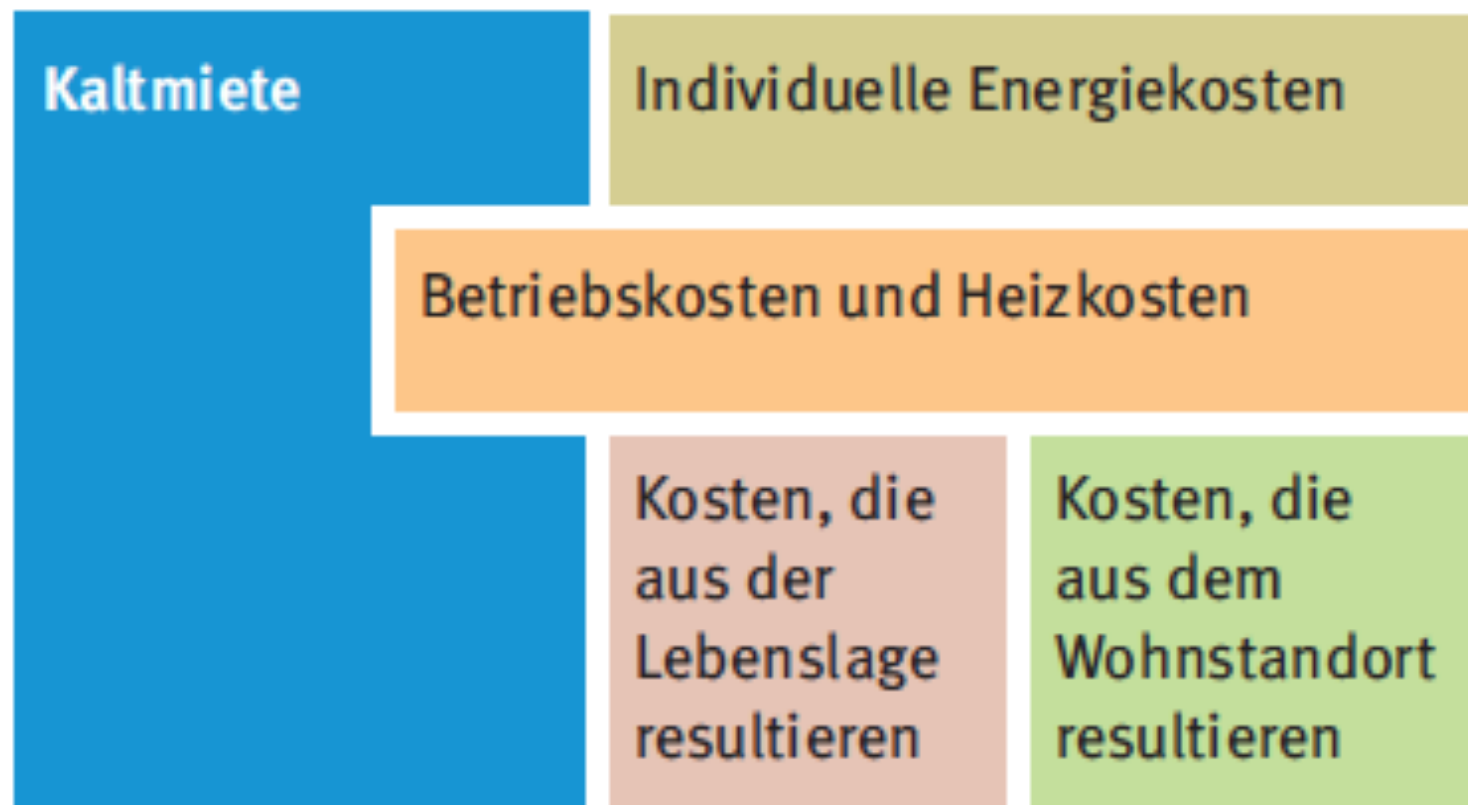 Kaltmiete
Individuelle Energiekosten
Betriebskosten und Heizkosten
Kosten, die
aus der
Lebenslage
resultieren
Kosten, die
aus dem
Wohnstandort
resultieren